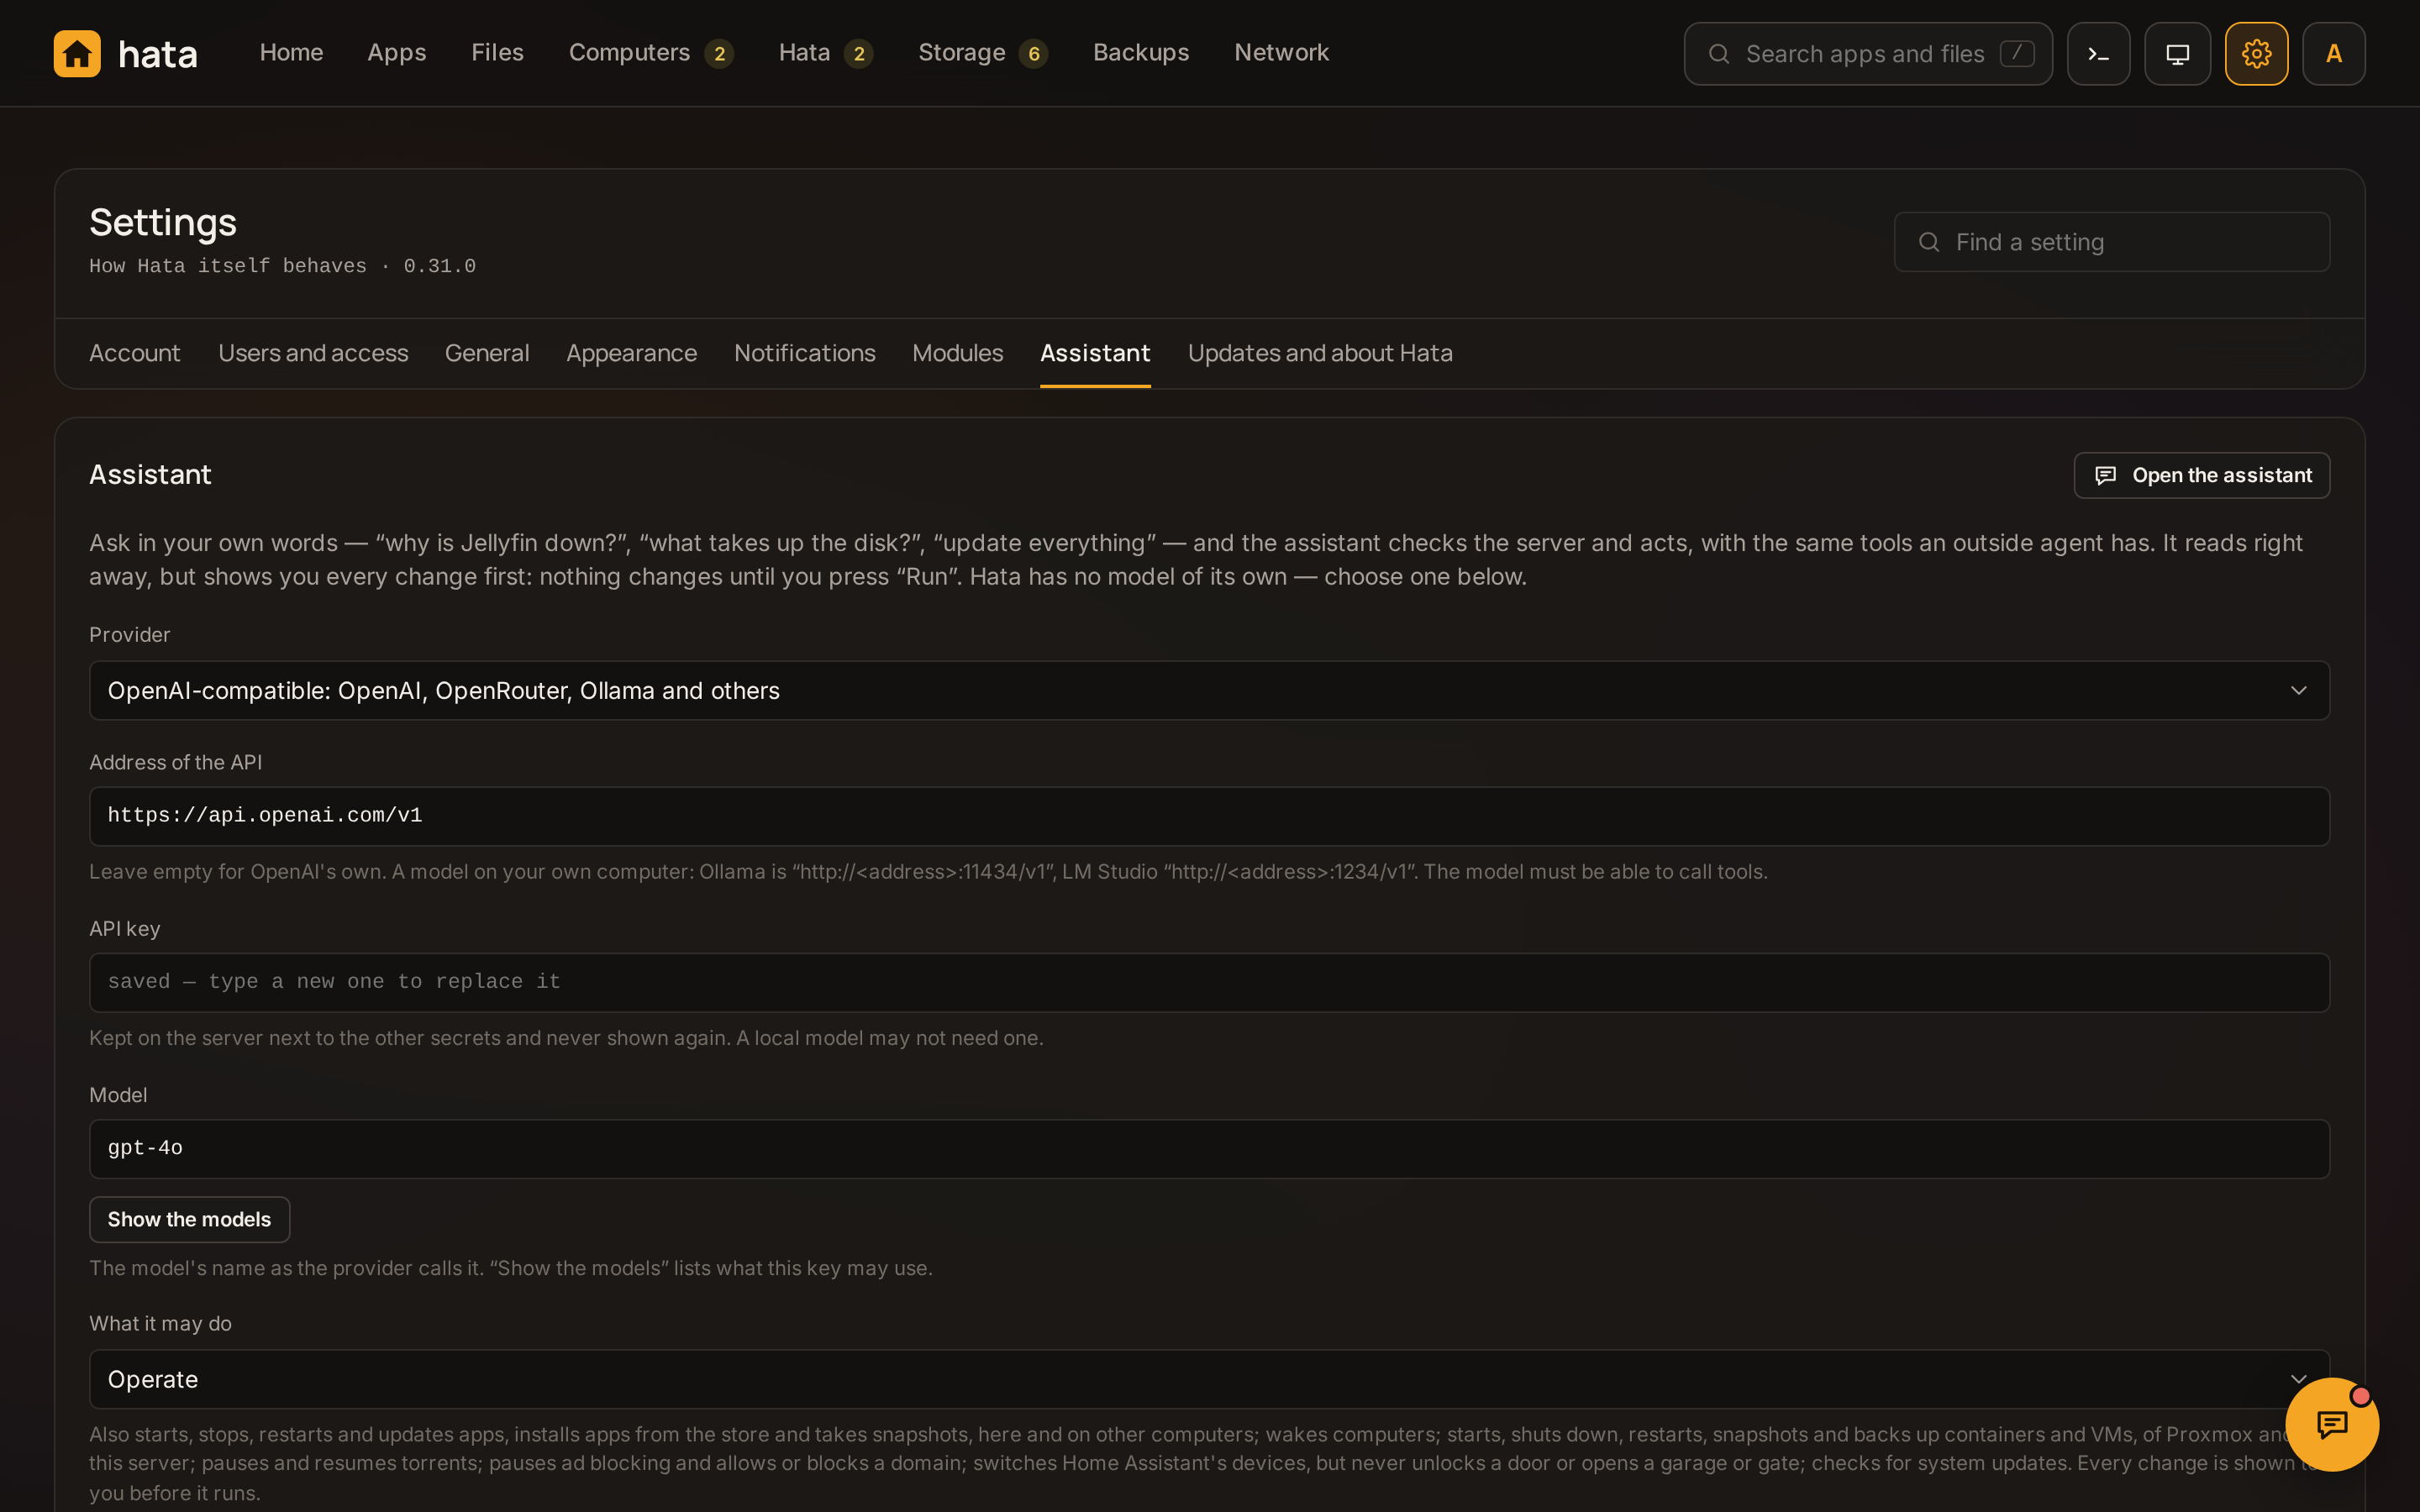 hata
Home
Apps
Files
Computers 2
Hata 2
Storage 6
Backups
Network
Search apps and files /
A
Settings
How Hata itself behaves · 0.31.0
Find a setting
Account
Users and access
General
Appearance
Notifications
Modules
Assistant
Updates and about Hata
Assistant
Open the assistant
Ask in your own words — “why is Jellyfin down?”, “what takes up the disk?”, “update everything” — and the assistant checks the server and acts, with the same tools an outside agent has. It reads right
away, but shows you every change first: nothing changes until you press “Run”. Hata has no model of its own — choose one below.
Provider
OpenAI-compatible: OpenAI, OpenRouter, Ollama and others
Address of the API
https://api.openai.com/v1
Leave empty for OpenAI's own. A model on your own computer: Ollama is “http://<address>:11434/v1”, LM Studio “http://<address>:1234/v1”. The model must be able to call tools.
API key
saved — type a new one to replace it
Kept on the server next to the other secrets and never shown again. A local model may not need one.
Model
gpt-4o
Show the models
The model's name as the provider calls it. “Show the models” lists what this key may use.
What it may do
Operate
Also starts, stops, restarts and updates apps, installs apps from the store and takes snapshots, here and on other computers; wakes computers; starts, shuts down, restarts, snapshots and backs up containers and VMs, of Proxmox and
this server; pauses and resumes torrents; pauses ad blocking and allows or blocks a domain; switches Home Assistant's devices, but never unlocks a door or opens a garage or gate; checks for system updates. Every change is shown
you before it runs.